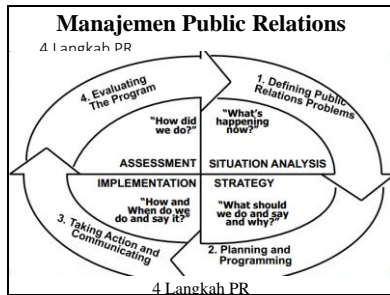 Manajemen Public Relations
4 Langkah PR
4. Evaluating
The Program
1. Defining Public
Relations Problems
"How did
we do?"
"What's
happening
now?"
ASSESSMENT
SITUATION ANALYSIS
IMPLEMENTATION
STRATEGY
"How and
When do we
do and say it?"
"What should
we do and say
and why?"
3. Taking Action and
Communicating
2. Planning and
Programming
4 Langkah PR